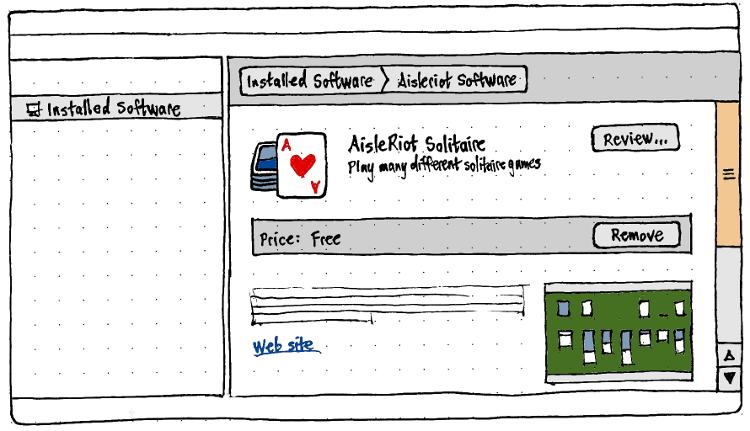 Installed Software > Aisleriot Software
Installed Software
AisleRiot Solitaire
Play many different solitaire games
Review...
A
A
Price: Free
Remove
Web site